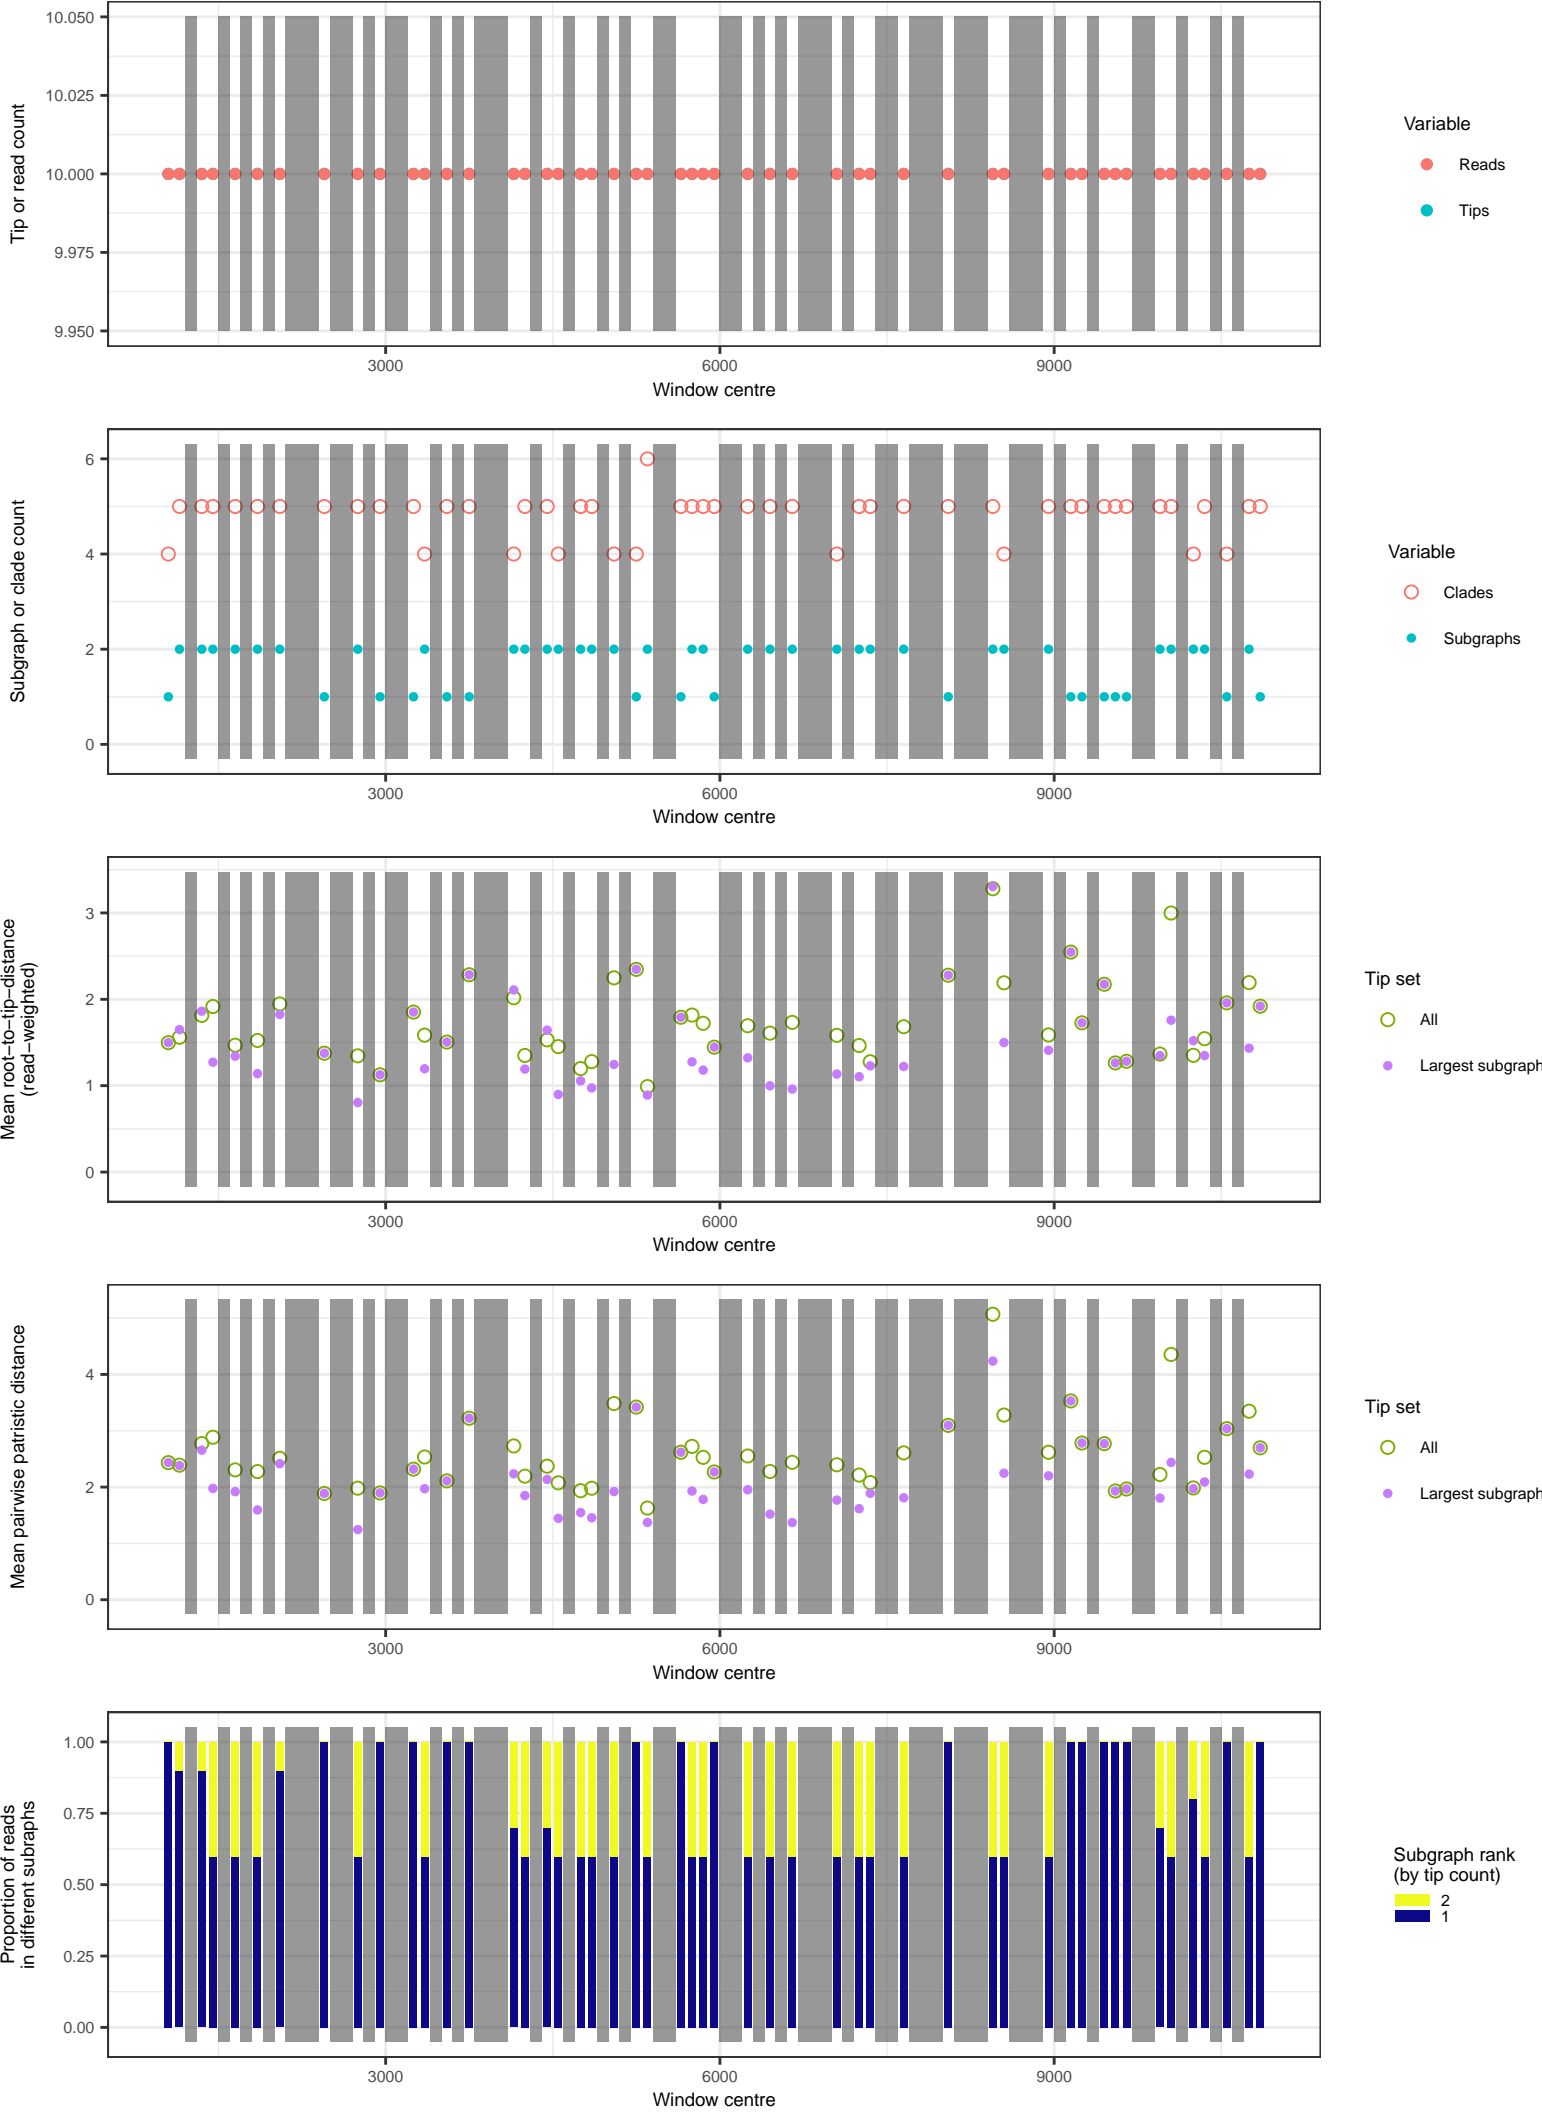 10.050
10.025
10.000
9.975
9.950
Tip or read count
3000
6000
9000
Window centre
Variable
Reads
Tips
6
4
2
0
Subgraph or clade count
3000
6000
9000
Window centre
Variable
Clades
Subgraphs
3
2
1
0
Mean root−to−tip−distance
(read−weighted)
3000
6000
9000
Window centre
Tip set
All
Largest subgraph
4
2
0
Mean pairwise patristic distance
3000
6000
9000
Window centre
Tip set
All
Largest subgraph
1.00
0.75
0.50
0.25
0.00
Proportion of reads
in different subraphs
3000
6000
9000
Window centre
Subgraph rank
(by tip count)
2
1